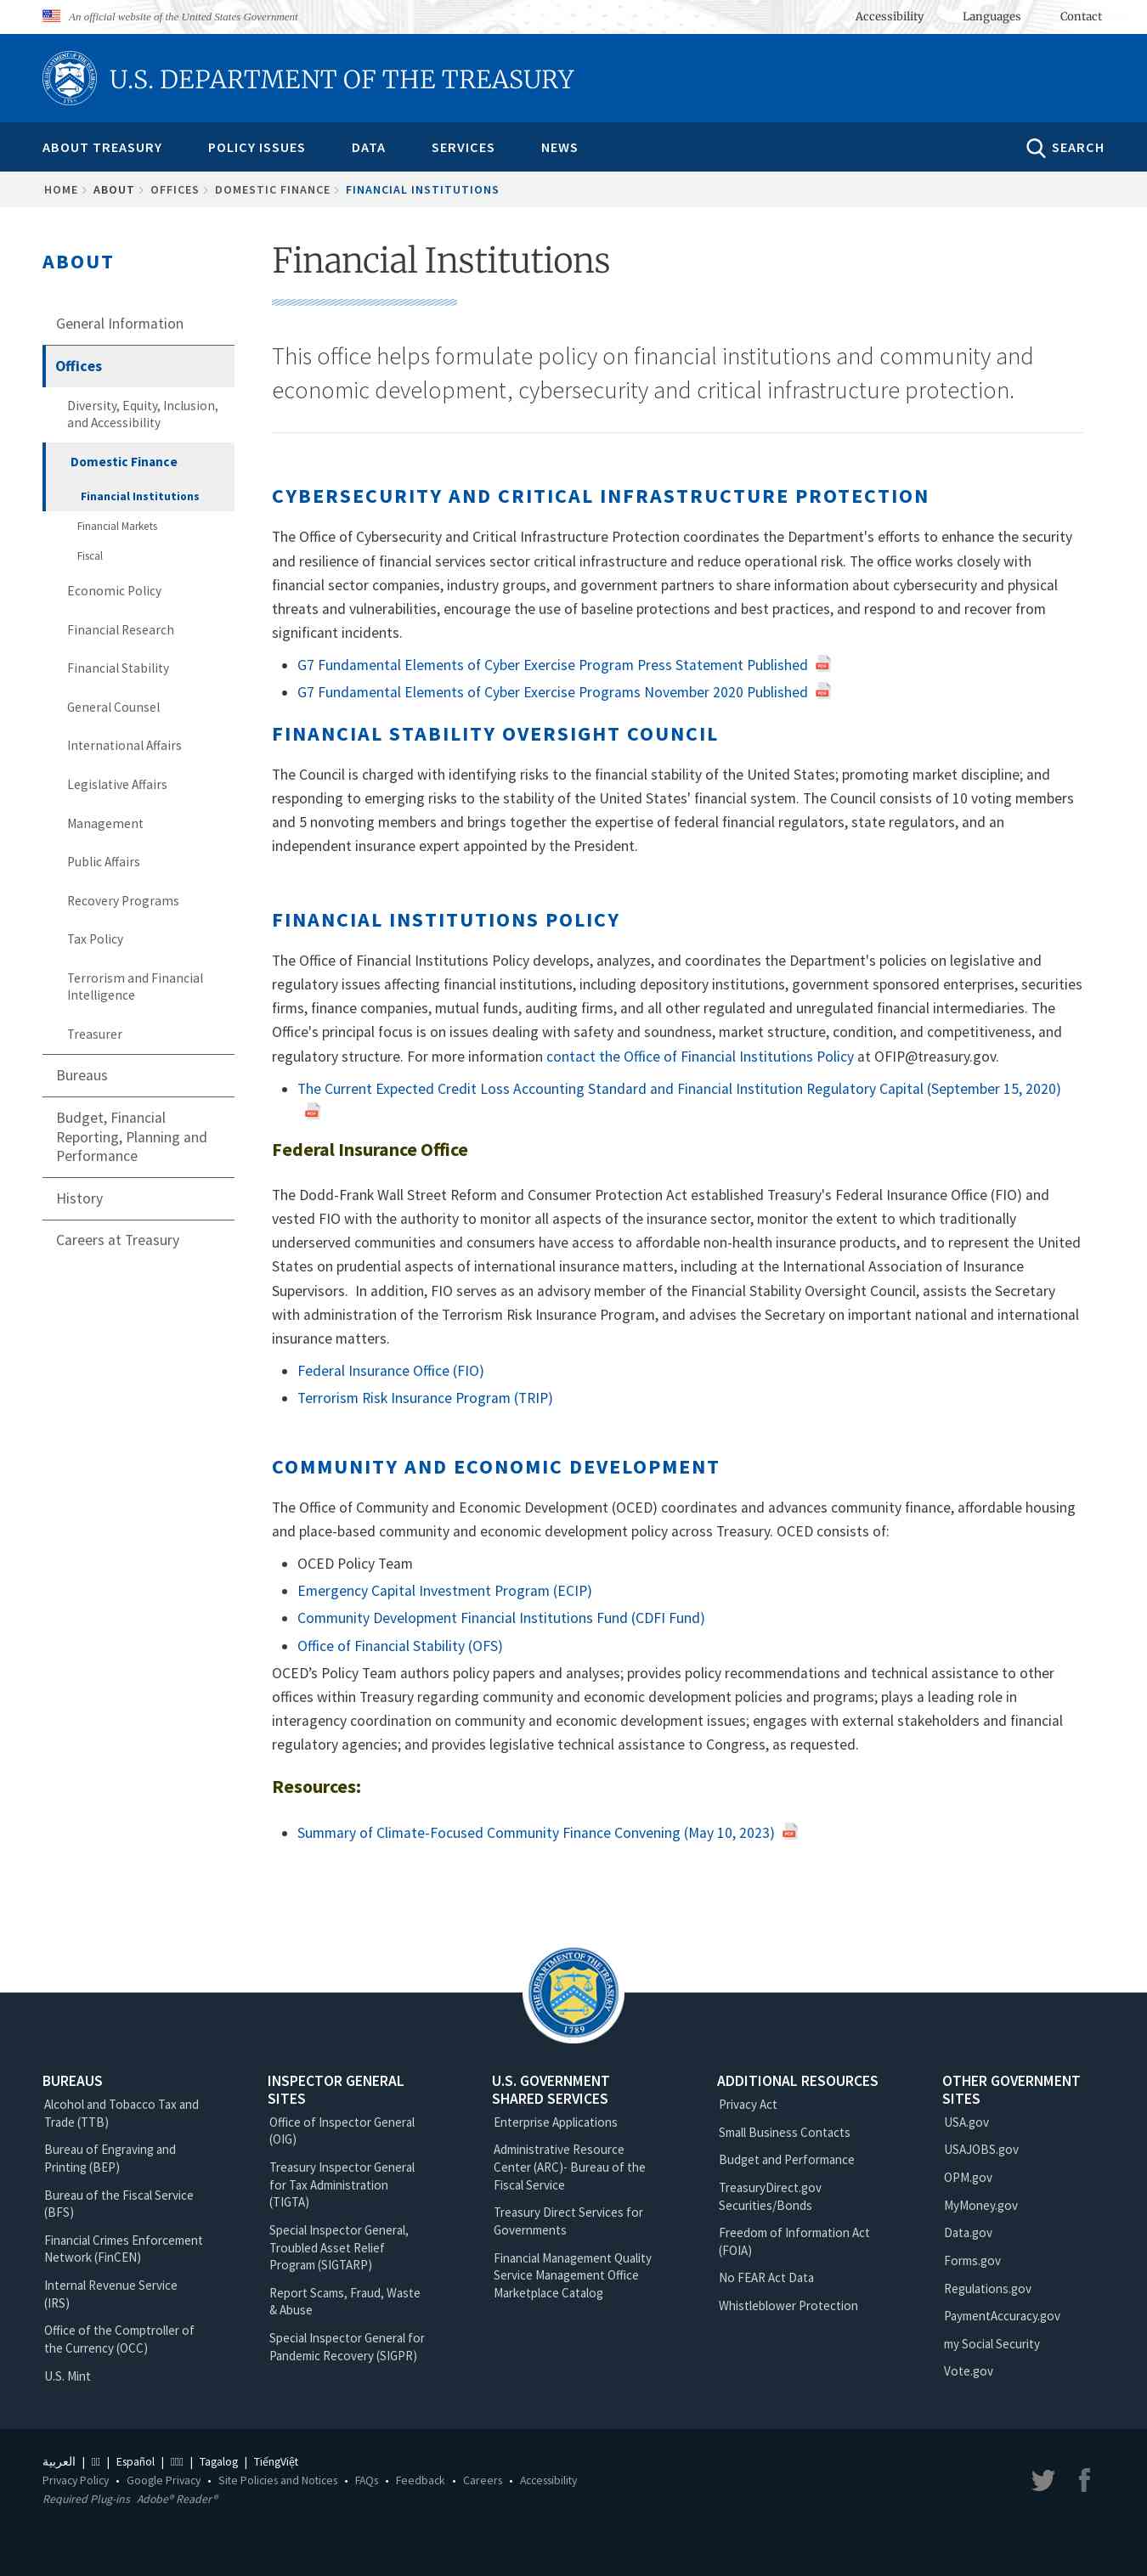 An official website of the United States Government
Accessibility
Languages
Contact
U.S. DEPARTMENT OF THE TREASURY
THE DEPARTMENT OF THE TREASURY
1789
ABOUT TREASURY
POLICY ISSUES
DATA
SERVICES
NEWS
SEARCH
HOME
ABOUT
OFFICES
DOMESTIC FINANCE
FINANCIAL INSTITUTIONS
ABOUT
General Information
Offices
Diversity, Equity, Inclusion,
and Accessibility
Domestic Finance
Financial Institutions
Financial Markets
Fiscal
Economic Policy
Financial Research
Financial Stability
General Counsel
International Affairs
Legislative Affairs
Management
Public Affairs
Recovery Programs
Tax Policy
Terrorism and Financial
Intelligence
Treasurer
Bureaus
Budget, Financial
Reporting, Planning and
Performance
History
Careers at Treasury
Financial Institutions
This office helps formulate policy on financial institutions and community and
economic development, cybersecurity and critical infrastructure protection.
CYBERSECURITY AND CRITICAL INFRASTRUCTURE PROTECTION
The Office of Cybersecurity and Critical Infrastructure Protection coordinates the Department's efforts to enhance the security
and resilience of financial services sector critical infrastructure and reduce operational risk. The office works closely with
financial sector companies, industry groups, and government partners to share information about cybersecurity and physical
threats and vulnerabilities, encourage the use of baseline protections and best practices, and respond to and recover from
significant incidents.
G7 Fundamental Elements of Cyber Exercise Program Press Statement Published
G7 Fundamental Elements of Cyber Exercise Programs November 2020 Published
FINANCIAL STABILITY OVERSIGHT COUNCIL
The Council is charged with identifying risks to the financial stability of the United States; promoting market discipline; and
responding to emerging risks to the stability of the United States' financial system. The Council consists of 10 voting members
and 5 nonvoting members and brings together the expertise of federal financial regulators, state regulators, and an
independent insurance expert appointed by the President.
FINANCIAL INSTITUTIONS POLICY
The Office of Financial Institutions Policy develops, analyzes, and coordinates the Department's policies on legislative and
regulatory issues affecting financial institutions, including depository institutions, government sponsored enterprises, securities
firms, finance companies, mutual funds, auditing firms, and all other regulated and unregulated financial intermediaries. The
Office's principal focus is on issues dealing with safety and soundness, market structure, condition, and competitiveness, and
regulatory structure. For more information contact the Office of Financial Institutions Policy at OFIP@treasury.gov.
The Current Expected Credit Loss Accounting Standard and Financial Institution Regulatory Capital (September 15, 2020)
Federal Insurance Office
The Dodd-Frank Wall Street Reform and Consumer Protection Act established Treasury's Federal Insurance Office (FIO) and
vested FIO with the authority to monitor all aspects of the insurance sector, monitor the extent to which traditionally
underserved communities and consumers have access to affordable non-health insurance products, and to represent the United
States on prudential aspects of international insurance matters, including at the International Association of Insurance
Supervisors. In addition, FIO serves as an advisory member of the Financial Stability Oversight Council, assists the Secretary
with administration of the Terrorism Risk Insurance Program, and advises the Secretary on important national and international
insurance matters.
Federal Insurance Office (FIO)
Terrorism Risk Insurance Program (TRIP)
COMMUNITY AND ECONOMIC DEVELOPMENT
The Office of Community and Economic Development (OCED) coordinates and advances community finance, affordable housing
and place-based community and economic development policy across Treasury. OCED consists of:
OCED Policy Team
Emergency Capital Investment Program (ECIP)
Community Development Financial Institutions Fund (CDFI Fund)
Office of Financial Stability (OFS)
OCED’s Policy Team authors policy papers and analyses; provides policy recommendations and technical assistance to other
offices within Treasury regarding community and economic development policies and programs; plays a leading role in
interagency coordination on community and economic development issues; engages with external stakeholders and financial
regulatory agencies; and provides legislative technical assistance to Congress, as requested.
Resources:
Summary of Climate-Focused Community Finance Convening (May 10, 2023)
THE DEPARTMENT OF THE TREASURY
1789
BUREAUS
Alcohol and Tobacco Tax and
Trade (TTB)
Bureau of Engraving and
Printing (BEP)
Bureau of the Fiscal Service
(BFS)
Financial Crimes Enforcement
Network (FinCEN)
Internal Revenue Service
(IRS)
Office of the Comptroller of
the Currency (OCC)
U.S. Mint
INSPECTOR GENERAL
SITES
Office of Inspector General
(OIG)
Treasury Inspector General
for Tax Administration
(TIGTA)
Special Inspector General,
Troubled Asset Relief
Program (SIGTARP)
Report Scams, Fraud, Waste
& Abuse
Special Inspector General for
Pandemic Recovery (SIGPR)
U.S. GOVERNMENT
SHARED SERVICES
Enterprise Applications
Administrative Resource
Center (ARC)- Bureau of the
Fiscal Service
Treasury Direct Services for
Governments
Financial Management Quality
Service Management Office
Marketplace Catalog
ADDITIONAL RESOURCES
Privacy Act
Small Business Contacts
Budget and Performance
TreasuryDirect.gov
Securities/Bonds
Freedom of Information Act
(FOIA)
No FEAR Act Data
Whistleblower Protection
OTHER GOVERNMENT
SITES
USA.gov
USAJOBS.gov
OPM.gov
MyMoney.gov
Data.gov
Forms.gov
Regulations.gov
PaymentAccuracy.gov
my Social Security
Vote.gov
العربية | | Español | | Tagalog | TiếngViệt
Privacy Policy • Google Privacy • Site Policies and Notices • FAQs • Feedback • Careers • Accessibility
Required Plug-ins Adobe® Reader®